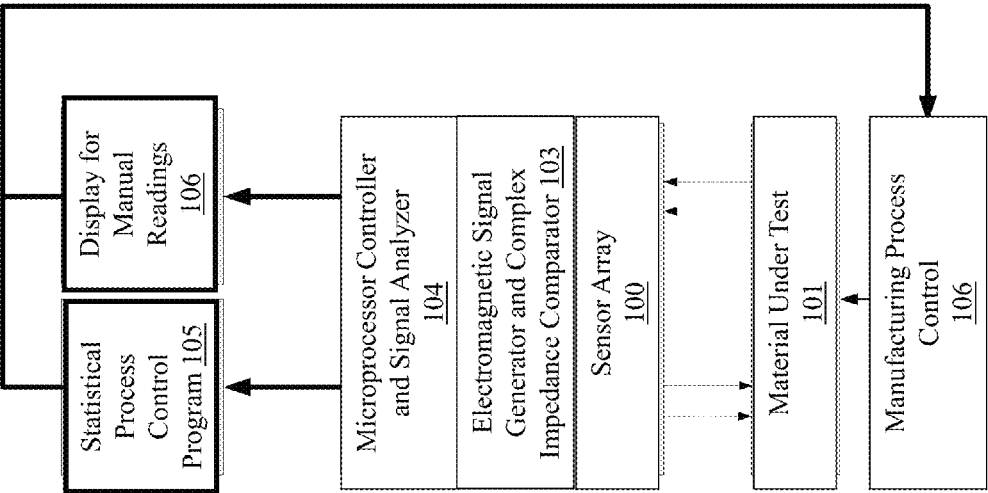 Statistical
Process
Control
Program 105
Display for
Manual
Readings
106
Microprocessor Controller
and Signal Analyzer
104
Electromagnetic Signal
Generator and Complex
Impedance Comparator 103
Sensor Array
100
Material Under Test
101
Manufacturing Process
Control
106